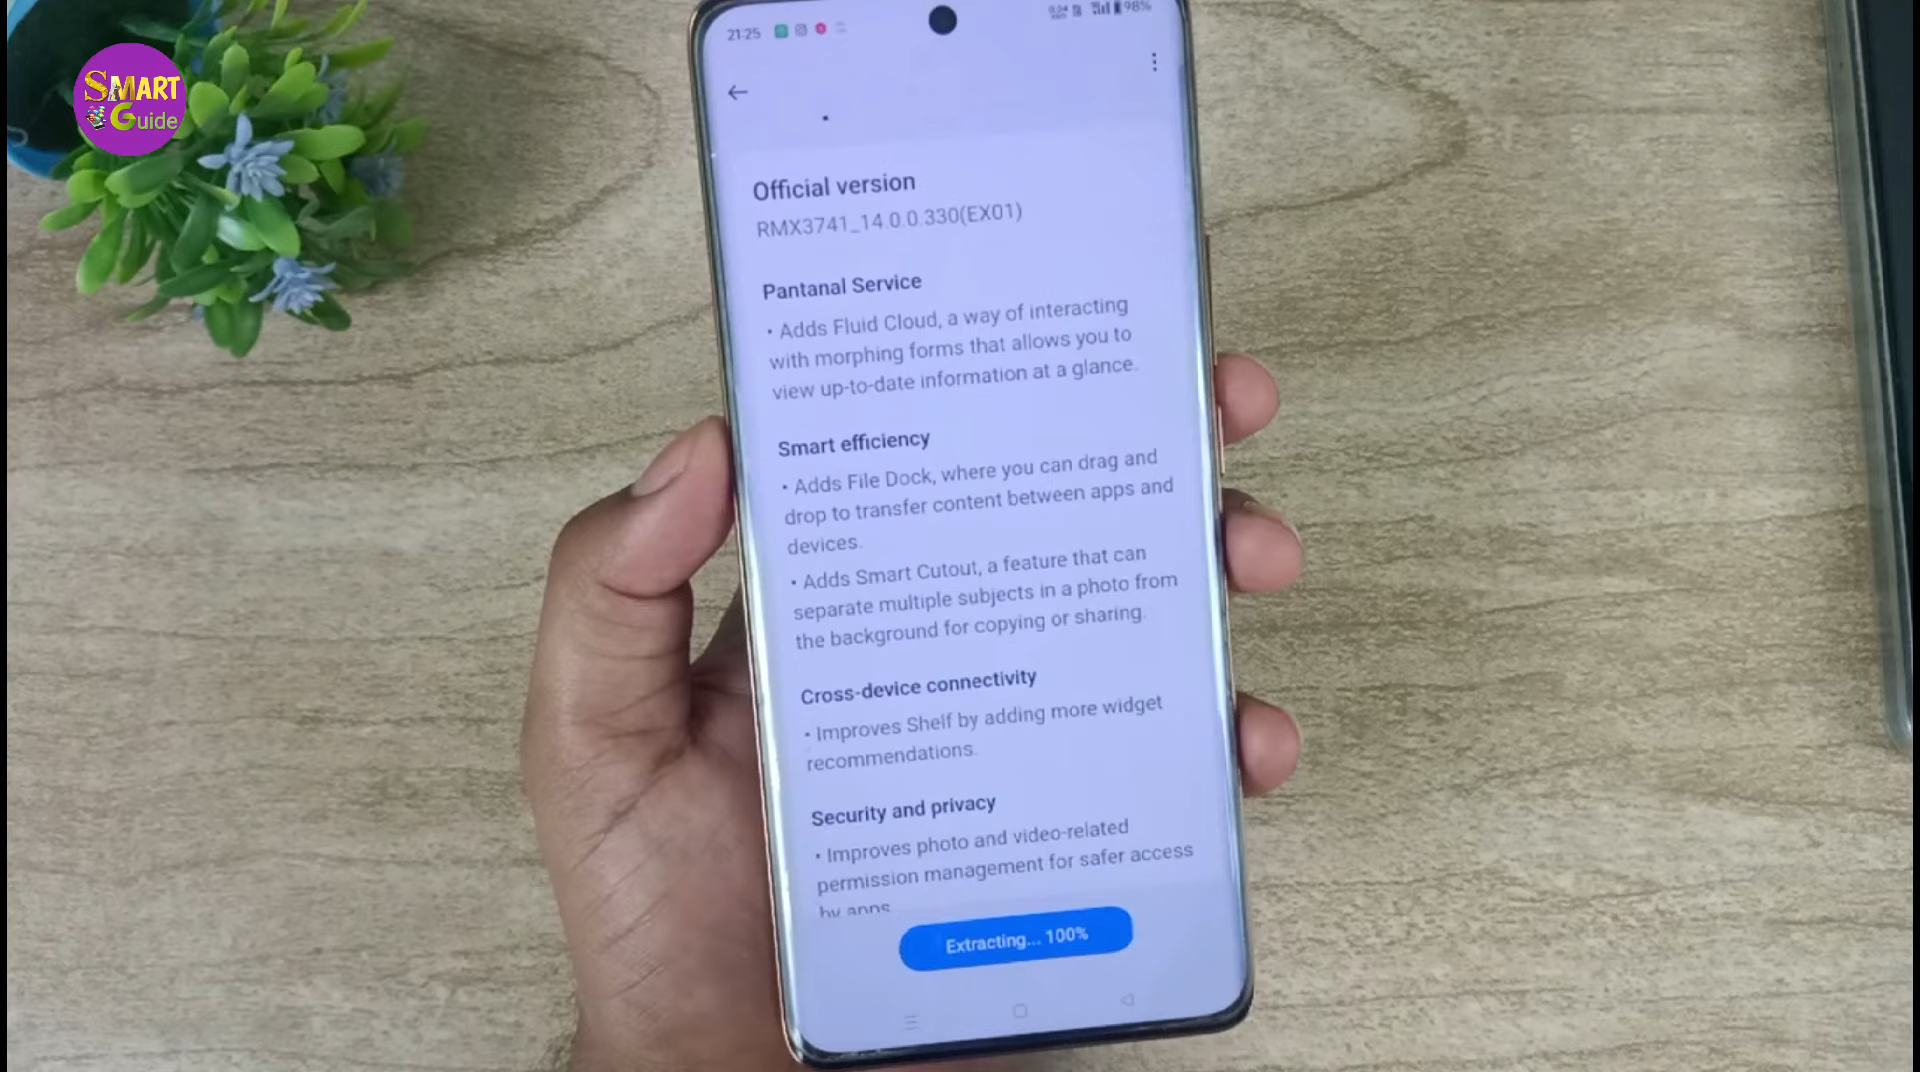 SMART
Guide
21:25
98%
Official version
RMX3741_14.0.0.330(EX01)
Pantanal Service
• Adds Fluid Cloud, a way of interacting
with morphing forms that allows you to
view up-to-date information at a glance.
Smart efficiency
• Adds File Dock, where you can drag and
drop to transfer content between apps and
devices.
• Adds Smart Cutout, a feature that can
separate multiple subjects in a photo from
the background for copying or sharing.
Cross-device connectivity
• Improves Shelf by adding more widget
recommendations.
Security and privacy
• Improves photo and video-related
permission management for safer access
by apps
Extracting... 100%